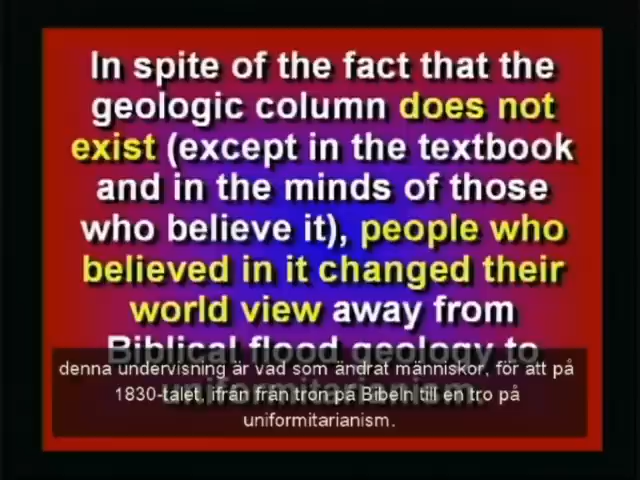 In spite of the fact that the
geologic column does not
exist (except in the textbook
and in the minds of those
who believe it), people who
believed in it changed their
world view away from
Biblical flood geology to
uniformitarianism.
denna undervisning är vad som ändrat människor, för att på
1830-talet, ifrån från tron på Bibeln till en tro på
uniformitarianism.